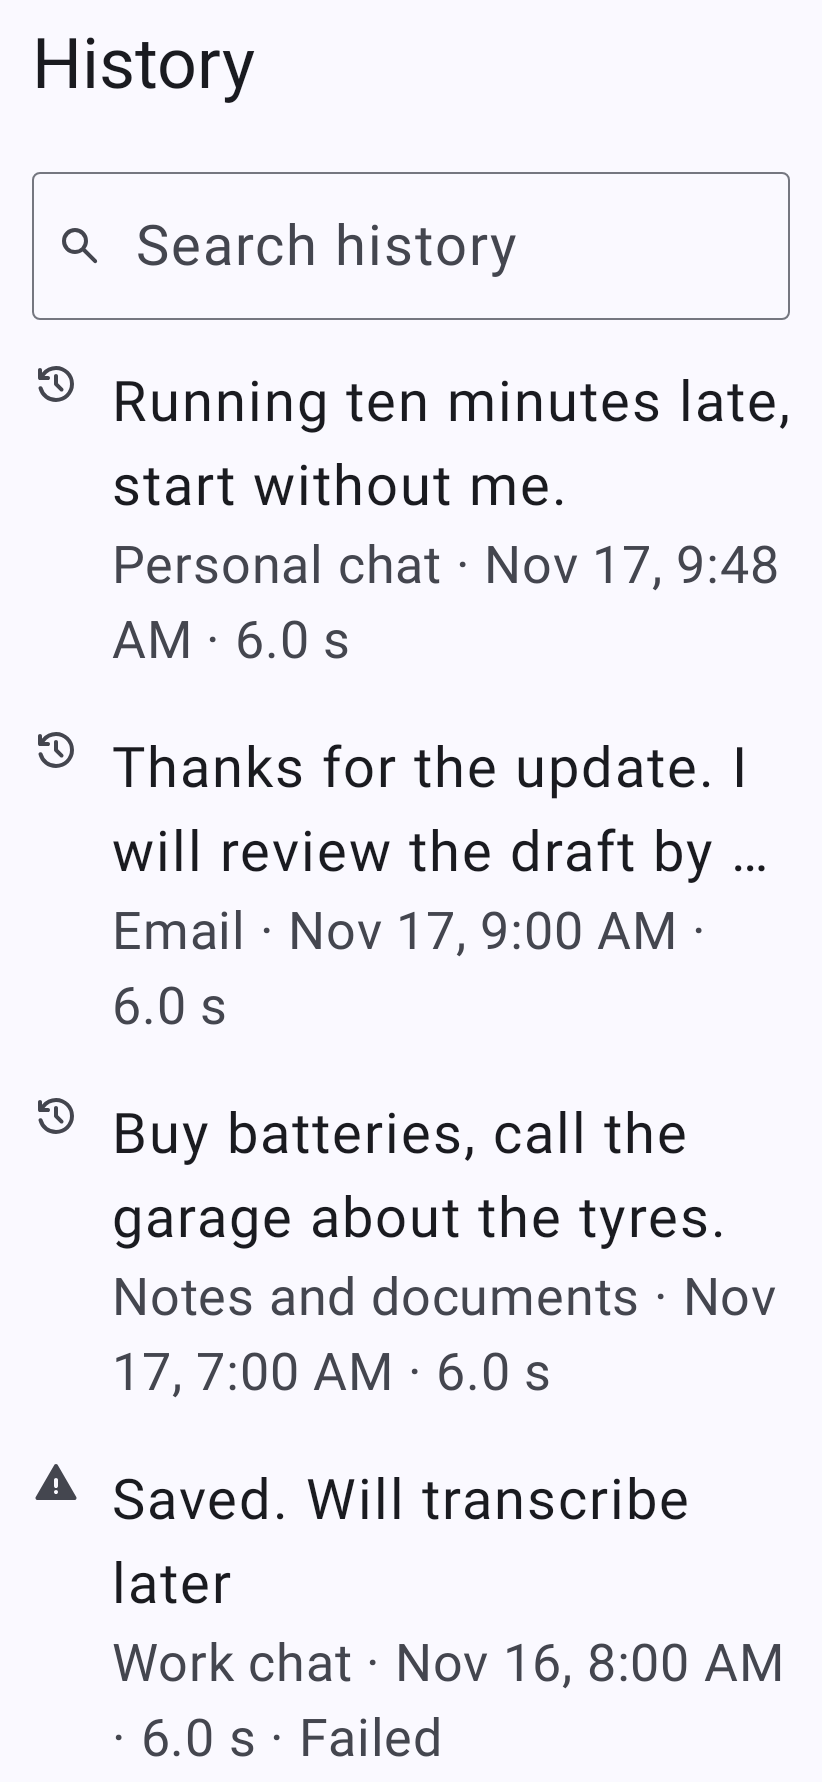 History
Search history
Running ten minutes late,
start without me.
Personal chat · Nov 17, 9:48
AM · 6.0 s
Thanks for the update. I
will review the draft by …
Email · Nov 17, 9:00 AM ·
6.0 s
Buy batteries, call the
garage about the tyres.
Notes and documents · Nov
17, 7:00 AM · 6.0 s
Saved. Will transcribe
later
Work chat · Nov 16, 8:00 AM
· 6.0 s · Failed